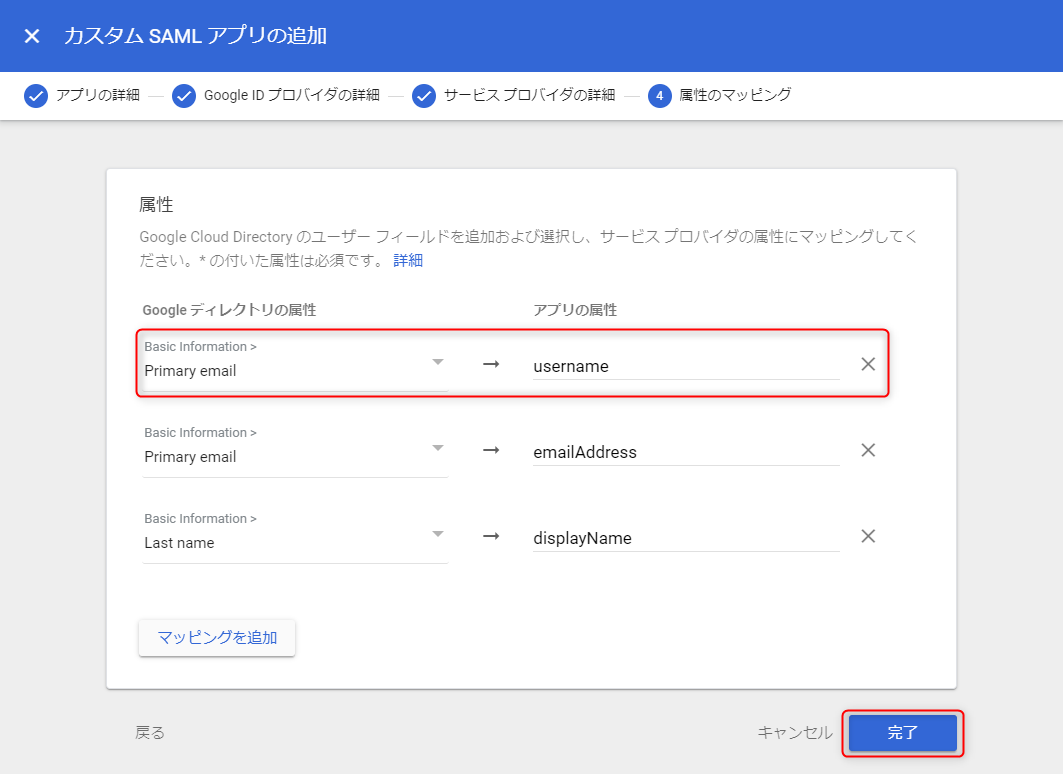 カスタム SAML アプリの追加
アプリの詳細 Google ID プロバイダの詳細 サービス プロバイダの詳細 4 属性のマッピング
属性
Google Cloud Directory のユーザー フィールドを追加および選択し、サービス プロバイダの属性にマッピングしてく
ださい。* の付いた属性は必須です。 詳細
Google ディレクトリの属性 アプリの属性
Basic Information >
Primary email → username
Basic Information >
Primary email → emailAddress
Basic Information >
Last name → displayName
マッピングを追加
戻る キャンセル 完了